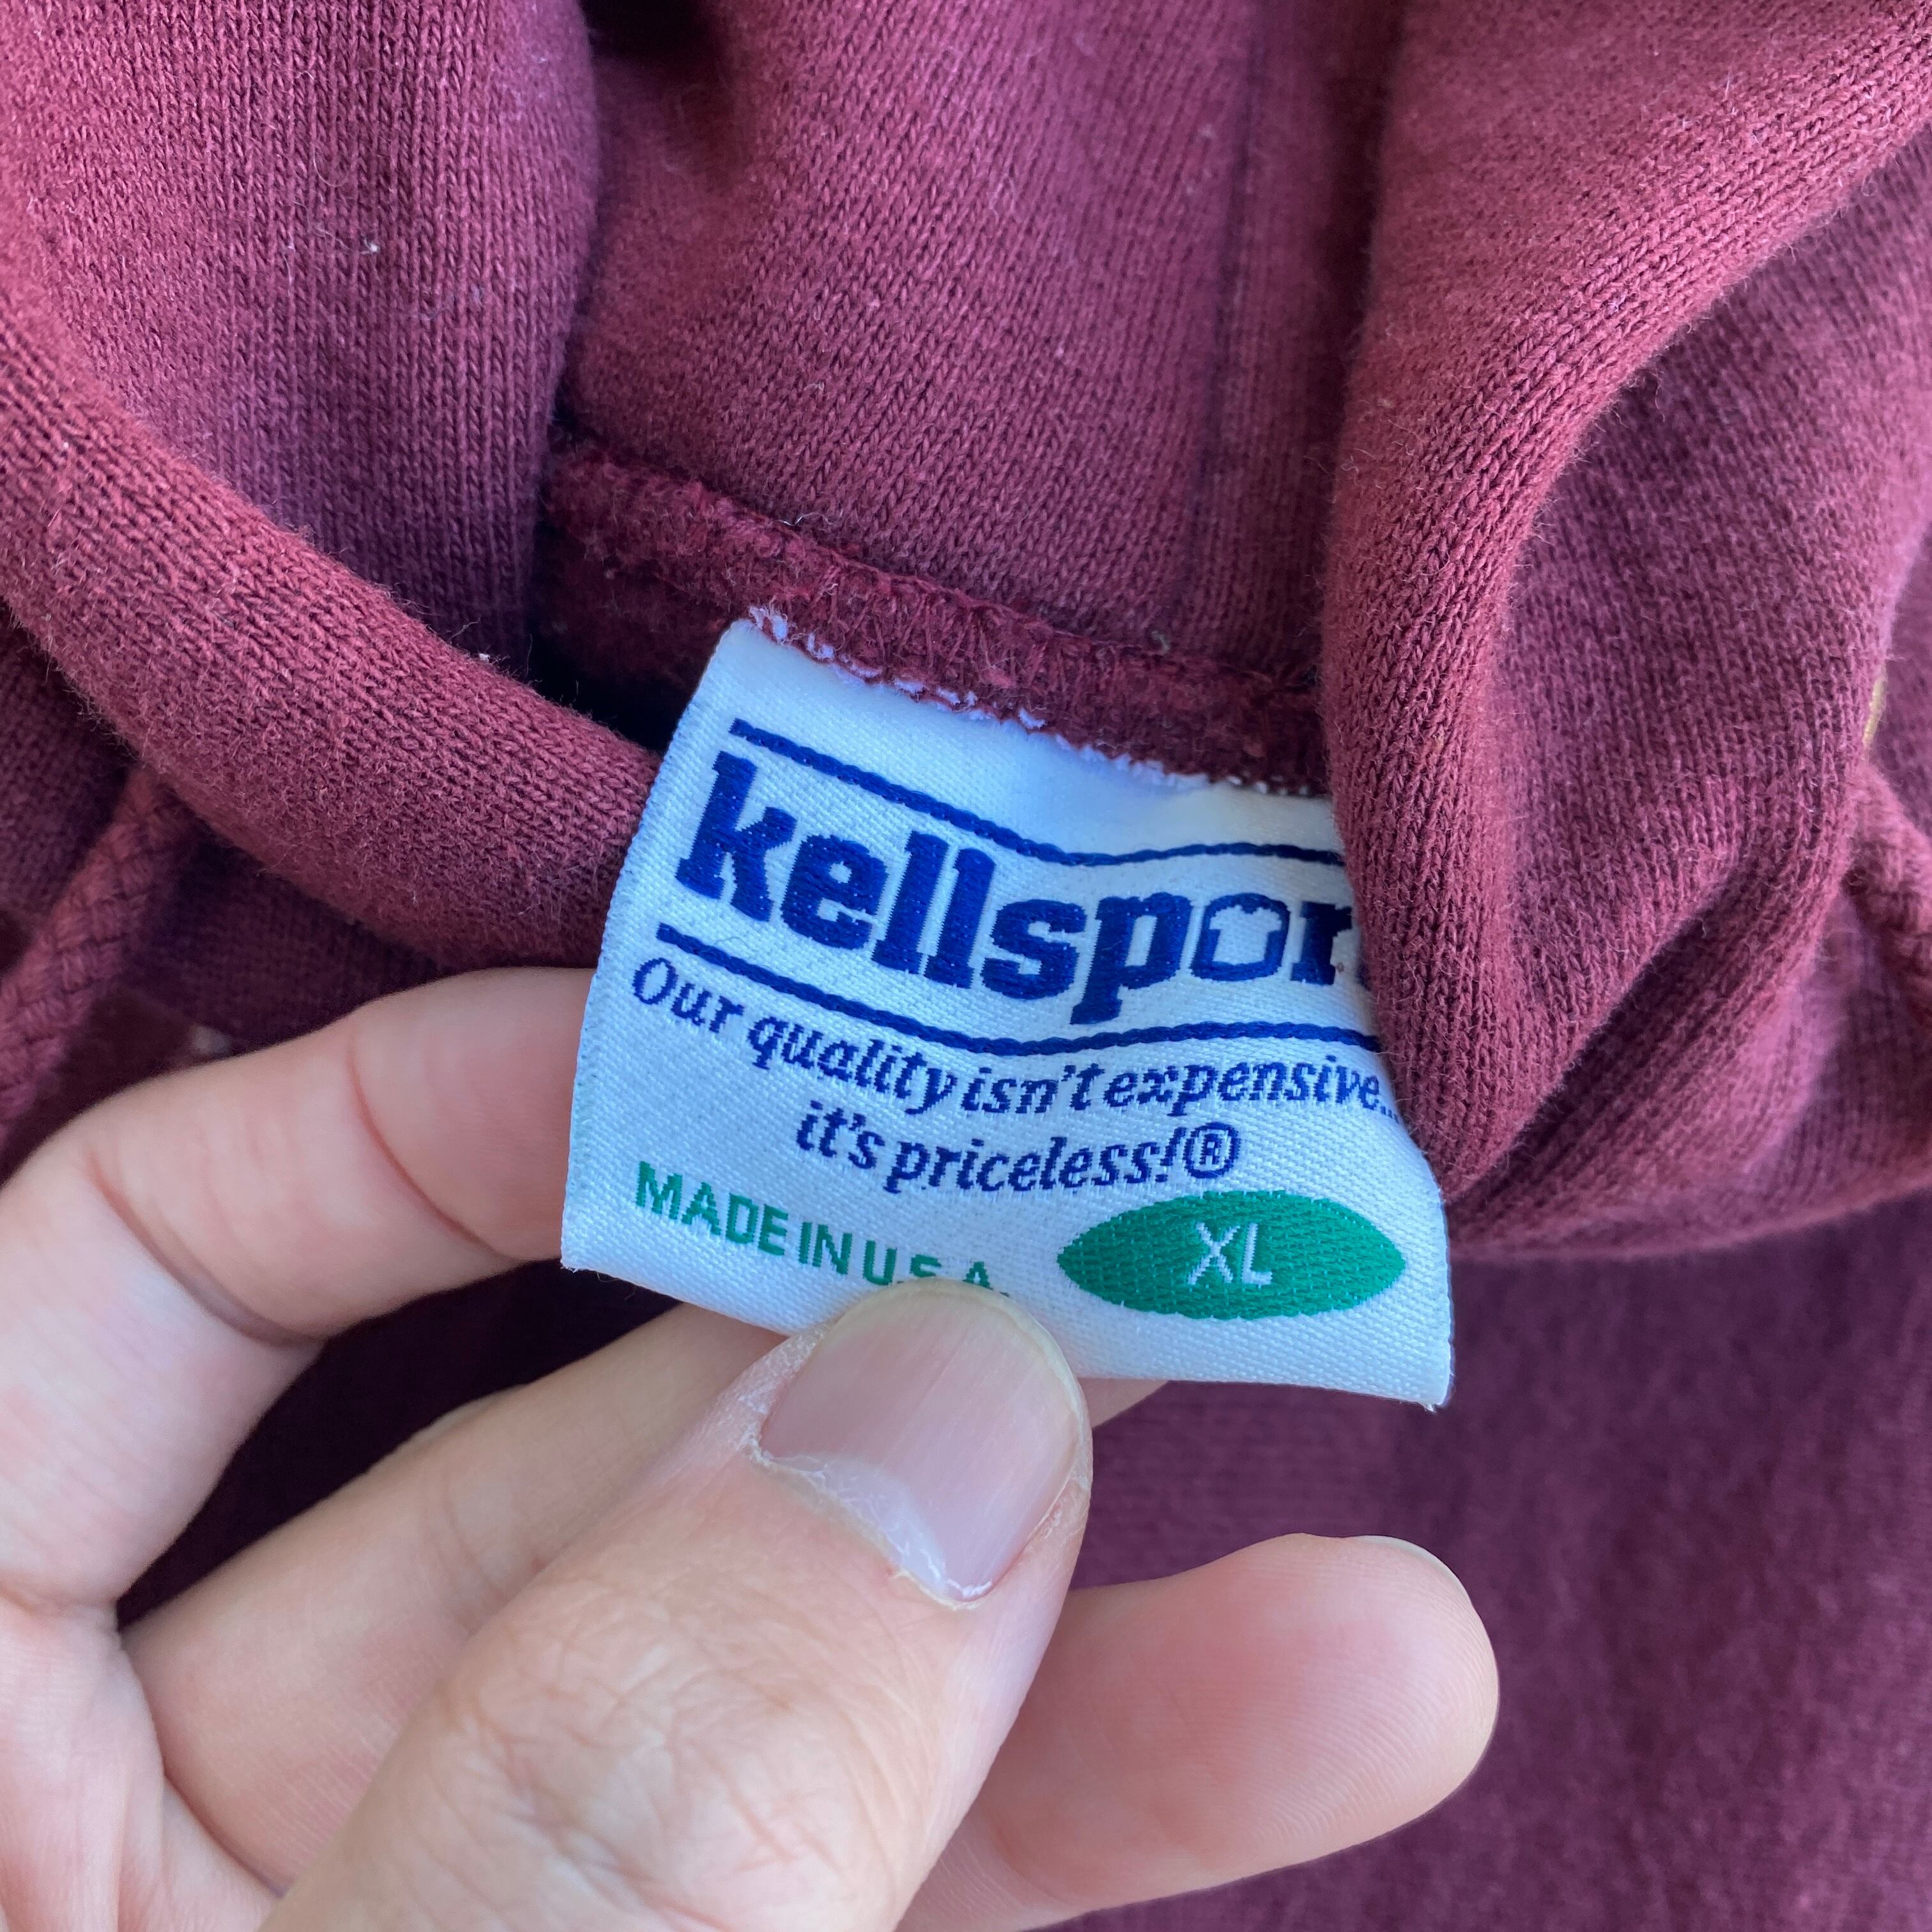 kellspor
Our quality isn't expensive...
it's priceless!®
MADE IN U.S.A.
XL